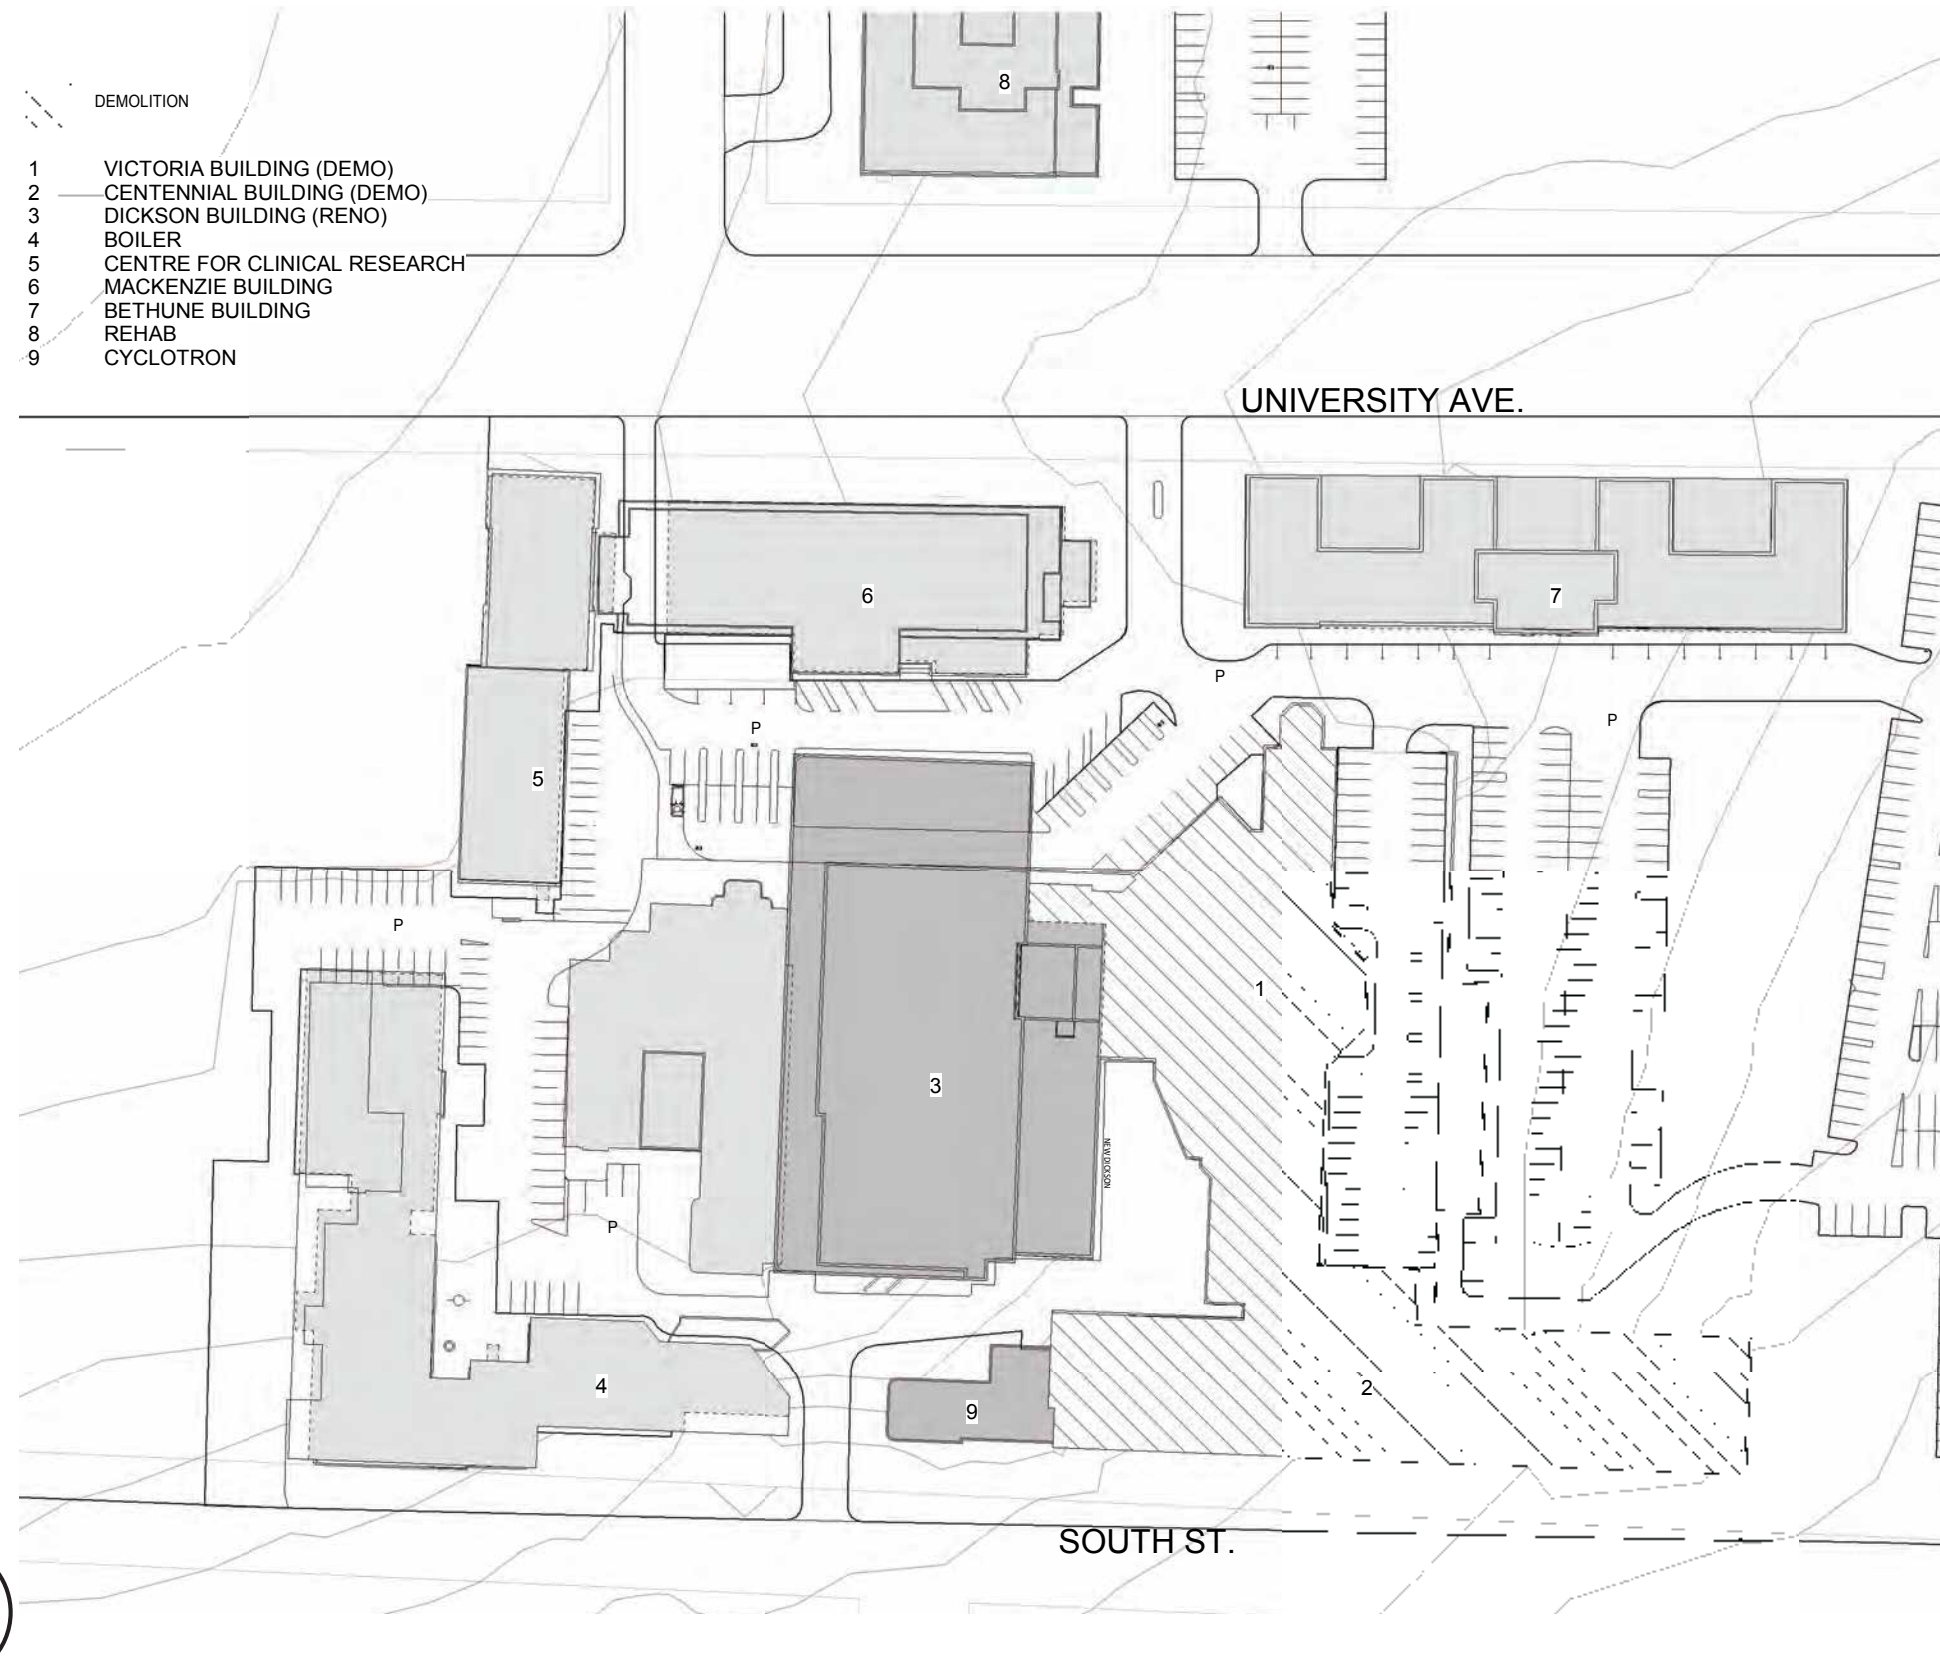 DEMOLITION
1 VICTORIA BUILDING (DEMO)
2 CENTENNIAL BUILDING (DEMO)
3 DICKSON BUILDING (RENO)
4 BOILER
5 CENTRE FOR CLINICAL RESEARCH
6 MACKENZIE BUILDING
7 BETHUNE BUILDING
8 REHAB
9 CYCLOTRON
8
UNIVERSITY AVE.
6
7
P
P
P
5
P
1
3
NEW DICKSON
P
4
2
9
SOUTH ST.